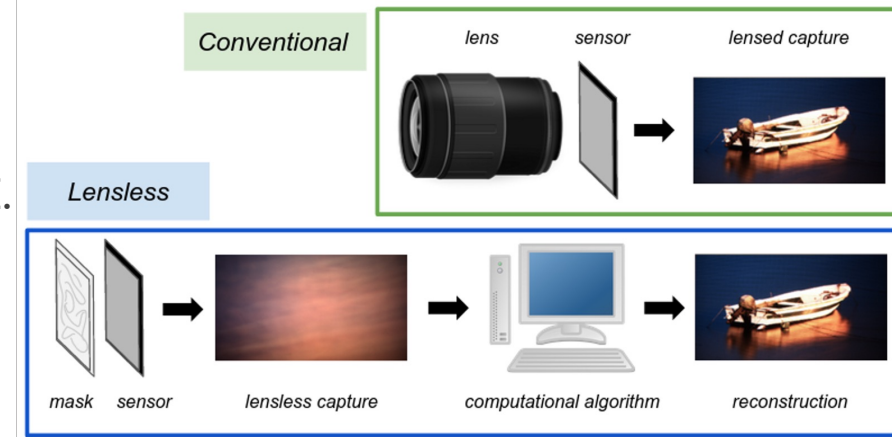 Conventional
lens
sensor
lensed capture
Lensless
mask
sensor
lensless capture
computational algorithm
reconstruction